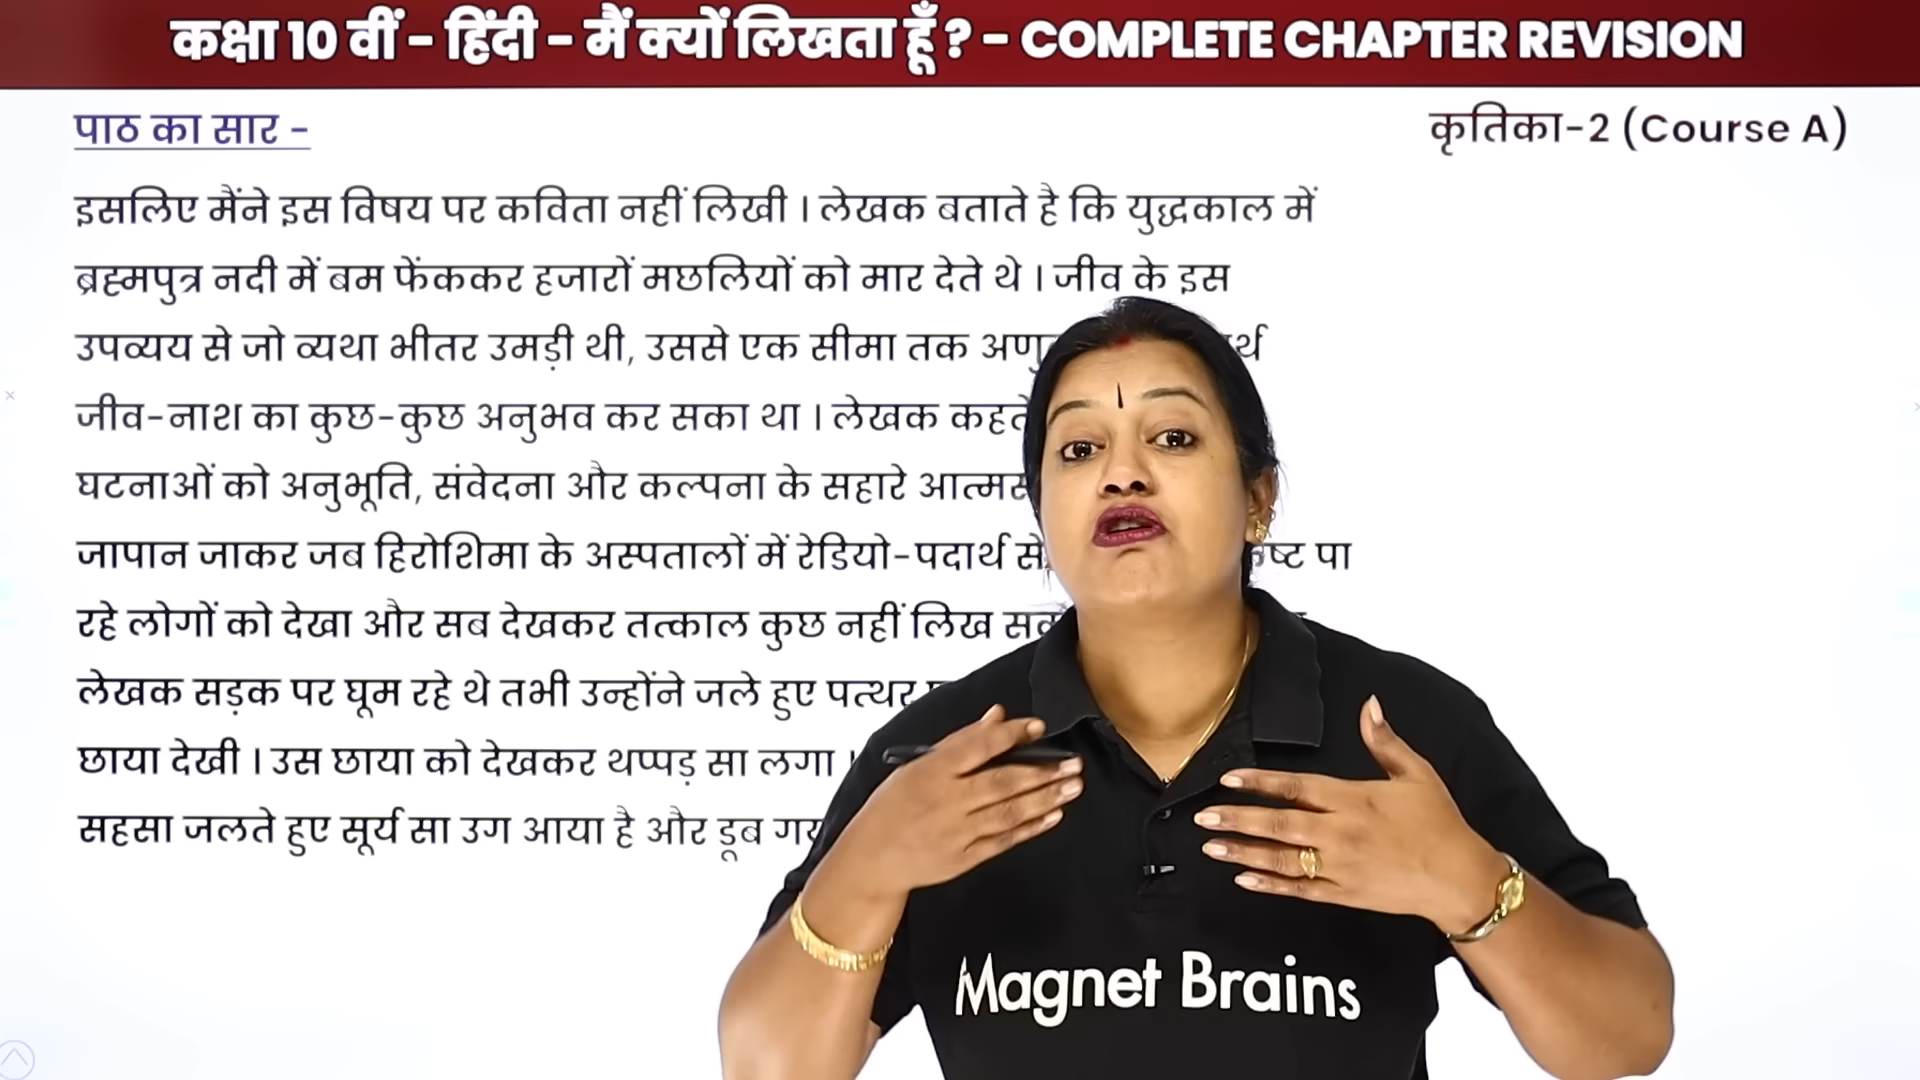 कक्षा 10 वीं - हिंदी - मैं क्यों लिखता हूँ ? - COMPLETE CHAPTER REVISION
पाठ का सार -
कृतिका-2 (Course A)
इसलिए मैंने इस विषय पर कविता नहीं लिखी । लेखक बताते है कि युद्धकाल में
ब्रह्मपुत्र नदी में बम फेंककर हजारों मछलियों को मार देते थे । जीव के इस
उपव्यय से जो व्यथा भीतर उमड़ी थी, उससे एक सीमा तक
जीव-नाश का कुछ-कुछ अनुभव कर सका था । लेखक
घटनाओं को अनुभूति, संवेदना और कल्पना के सहारे
जापान जाकर जब हिरोशिमा के अस्पतालों में रेडियो-पदार्थ से पा
रहे लोगों को देखा और सब देखकर तत्काल कुछ नहीं लिख
लेखक सड़क पर घूम रहे थे तभी उन्होंने जले हुए पत्थर
छाया देखी । उस छाया को देखकर थप्पड़ सा लगा ।
सहसा जलते हुए सूर्य सा उग आया है और डूब
Magnet Brains